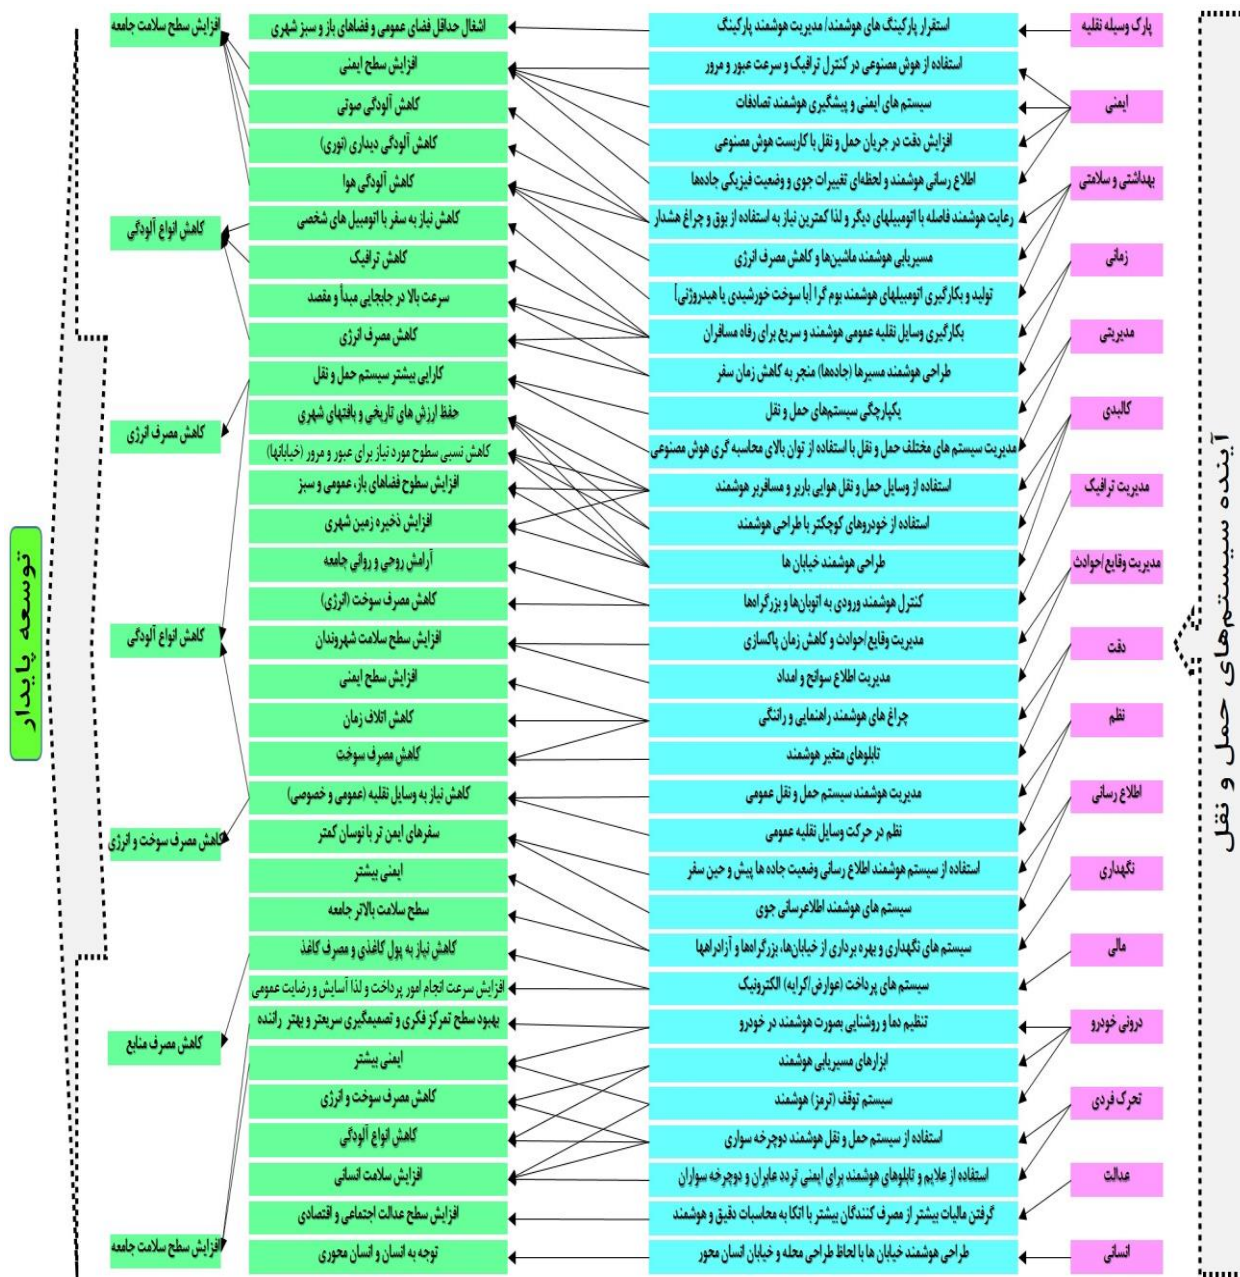 آینده سیستم‌های حمل و نقل
پارک وسیله نقلیه
ایمنی
بهداشتی و سلامتی
زمانی
مدیریتی
کالبدی
مدیریت ترافیک
مدیریت وقایع/حوادث
دقت
نظم
اطلاع رسانی
نگهداری
مالی
درونی خودرو
تحرک فردی
عدالت
انسانی
استقرار پارکینگ های هوشمند/ مدیریت هوشمند پارکینگ
استفاده از هوش مصنوعی در کنترل ترافیک و سرعت عبور و مرور
سیستم های ایمنی و پیشگیری هوشمند تصادفات
افزایش دقت در جریان حمل و نقل با کاربست هوش مصنوعی
اطلاع رسانی هوشمند و لحظه‌ای تغییرات جوی و وضعیت فیزیکی جاده‌ها
رعایت هوشمند فاصله با اتومبیلهای دیگر و لذا کمترین نیاز به استفاده از بوق و چراغ هشدار
مسیریابی هوشمند ماشین‌ها و کاهش مصرف انرژی
تولید و بکارگیری اتومبیلهای هوشمند بوم گرا [با سوخت خورشیدی یا هیدروژنی]
بکارگیری وسایل نقلیه عمومی هوشمند و سریع برای رفاه مسافران
طراحی هوشمند مسیرها (جاده‌ها) منجر به کاهش زمان سفر
یکپارچگی سیستم‌های حمل و نقل
مدیریت سیستم های مختلف حمل و نقل با استفاده از توان بالای محاسبه گری هوش مصنوعی
استفاده از وسایل حمل و نقل هوایی باربر و مسافربر هوشمند
استفاده از خودروهای کوچکتر با طراحی هوشمند
طراحی هوشمند خیابان ها
کنترل هوشمند ورودی به اتوبان‌ها و بزرگراه‌ها
مدیریت وقایع/حوادث و کاهش زمان پاکسازی
مدیریت اطلاع سوانح و امداد
چراغ های هوشمند راهنمایی و رانندگی
تابلوهای متغیر هوشمند
مدیریت هوشمند سیستم حمل و نقل عمومی
نظم در حرکت وسایل نقلیه عمومی
استفاده از سیستم هوشمند اطلاع رسانی وضعیت جاده ها پیش و حین سفر
سیستم های هوشمند اطلاعرسانی جوی
سیستم های نگهداری و بهره برداری از خیابان‌ها، بزرگراه‌ها و آزادراهها
سیستم های پرداخت (عوارض/کرایه) الکترونیک
تنظیم دما و روشنایی بصورت هوشمند در خودرو
ابزارهای مسیریابی هوشمند
سیستم توقف (ترمز) هوشمند
استفاده از سیستم حمل و نقل هوشمند دوچرخه سواری
استفاده از علایم و تابلوهای هوشمند برای ایمنی تردد عابران و دوچرخه سواران
گرفتن مالیات بیشتر از مصرف کنندگان بیشتر با اتکا به محاسبات دقیق و هوشمند
طراحی هوشمند خیابان ها با لحاظ طراحی محله و خیابان انسان محور
اشغال حداقل فضای عمومی و فضاهای باز و سبز شهری
افزایش سطح ایمنی
کاهش آلودگی صوتی
کاهش آلودگی دیداری (نوری)
کاهش آلودگی هوا
کاهش نیاز به سفر با اتومبیل های شخصی
کاهش ترافیک
سرعت بالا در جابجایی مبدأ و مقصد
کاهش مصرف انرژی
کارایی بیشتر سیستم حمل و نقل
حفظ ارزش های تاریخی و بافتهای شهری
کاهش نسبی سطوح مورد نیاز برای عبور و مرور (خیابانها)
افزایش سطوح فضاهای باز، عمومی و سبز
افزایش ذخیره زمین شهری
آرامش روحی و روانی جامعه
کاهش مصرف سوخت (انرژی)
افزایش سطح سلامت شهروندان
افزایش سطح ایمنی
کاهش اتلاف زمان
کاهش مصرف سوخت
کاهش نیاز به وسایل نقلیه (عمومی و خصوصی)
سفرهای ایمن تر با نوسان کمتر
ایمنی بیشتر
سطح سلامت بالاتر جامعه
کاهش نیاز به پول کاغذی و مصرف کاغذ
افزایش سرعت انجام امور پرداخت و لذا آسایش و رضایت عمومی
بهبود سطح تمرکز فکری و تصمیمگیری سریعتر و بهتر راننده
ایمنی بیشتر
کاهش مصرف سوخت و انرژی
کاهش انواع آلودگی
افزایش سلامت انسانی
افزایش سطح عدالت اجتماعی و اقتصادی
توجه به انسان و انسان محوری
افزایش سطح سلامت جامعه
کاهش انواع آلودگی
کاهش مصرف انرژی
کاهش انواع آلودگی
کاهش مصرف سوخت و انرژی
کاهش مصرف منابع
افزایش سطح سلامت جامعه
توسعه پایدار